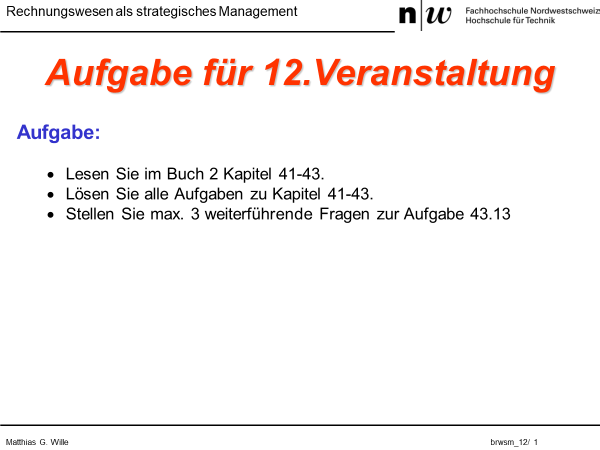 Rechnungswesen als strategisches Management
n|w
Fachhochschule Nordwestschweiz
Hochschule für Technik
Aufgabe für 12.Veranstaltung
Aufgabe:
• Lesen Sie im Buch 2 Kapitel 41-43.
• Lösen Sie alle Aufgaben zu Kapitel 41-43.
• Stellen Sie max. 3 weiterführende Fragen zur Aufgabe 43.13
Matthias G. Wille
brwsm_12/ 1